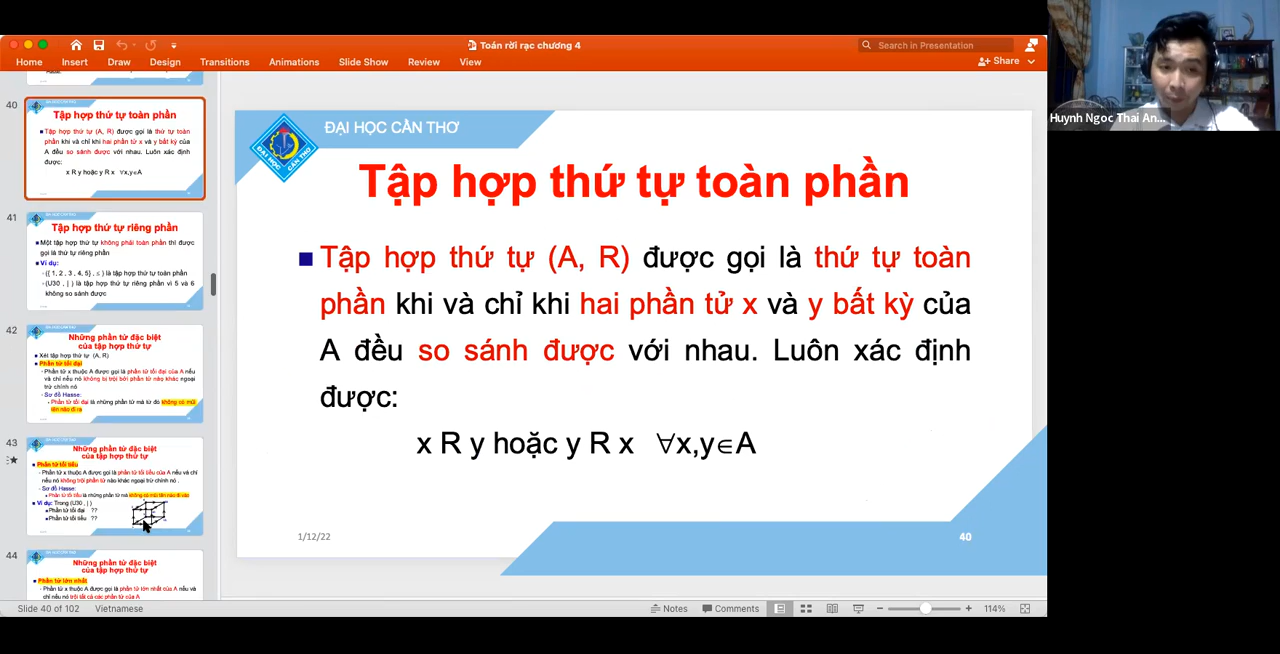 Toán rời rạc chương 4
Search in Presentation
Home Insert Draw Design Transitions Animations Slide Show Review View
Share
Huynh Ngoc Thai An...
40
Tập hợp thứ tự toàn phần
Tập hợp thứ tự (A, R) được gọi là thứ tự toàn
phần khi và chỉ khi hai phần tử x và y bất kỳ của
A đều so sánh được với nhau. Luôn xác định
được:
x R y hoặc y R x ∀x,y∈A
41
Tập hợp thứ tự riêng phần
Một tập hợp thứ tự không phải toàn phần thì được
gọi là thứ tự riêng phần
Ví dụ:
-({ 1, 2 , 3 , 4, 5} , ≤ ) là tập hợp thứ tự toàn phần
-(U30 , | ) là tập hợp thứ tự riêng phần vì 5 và 6
không so sánh được
42
Những phần tử đặc biệt
của tập hợp thứ tự
Xét tập hợp thứ tự (A, R)
Phần tử tối đại
Phần tử x thuộc A được gọi là phần tử tối đại của A nếu
và chỉ nếu nó không bị trội bởi phần tử nào khác ngoại
trừ chính nó
Sơ đồ Hasse:
Phần tử tối đại là những phần tử mà từ đó không có mũi
tên nào đi ra
43
Những phần tử đặc biệt
của tập hợp thứ tự
Phần tử tối tiểu
Phần tử x thuộc A được gọi là phần tử tối tiểu của A nếu và chỉ
nếu nó không trội phần tử nào khác ngoại trừ chính nó .
Sơ đồ Hasse:
Phần tử tối tiểu là những phần tử mà không có mũi tên nào đi vào
Ví dụ: Trong (U30 , | )
Phần tử tối đại ??
Phần tử tối tiểu ??
44
Những phần tử đặc biệt
của tập hợp thứ tự
Phần tử lớn nhất
Phần tử x thuộc A được gọi là phần tử lớn nhất của A nếu và
chỉ nếu nó trội tất cả các phần tử của A
ĐẠI HỌC CẦN THƠ
ĐẠI HỌC CẦN THƠ
Tập hợp thứ tự toàn phần
Tập hợp thứ tự (A, R) được gọi là thứ tự toàn
phần khi và chỉ khi hai phần tử x và y bất kỳ của
A đều so sánh được với nhau. Luôn xác định
được:
x R y hoặc y R x ∀x,y∈A
1/12/22
40
Slide 40 of 102 Vietnamese
Notes Comments
114%